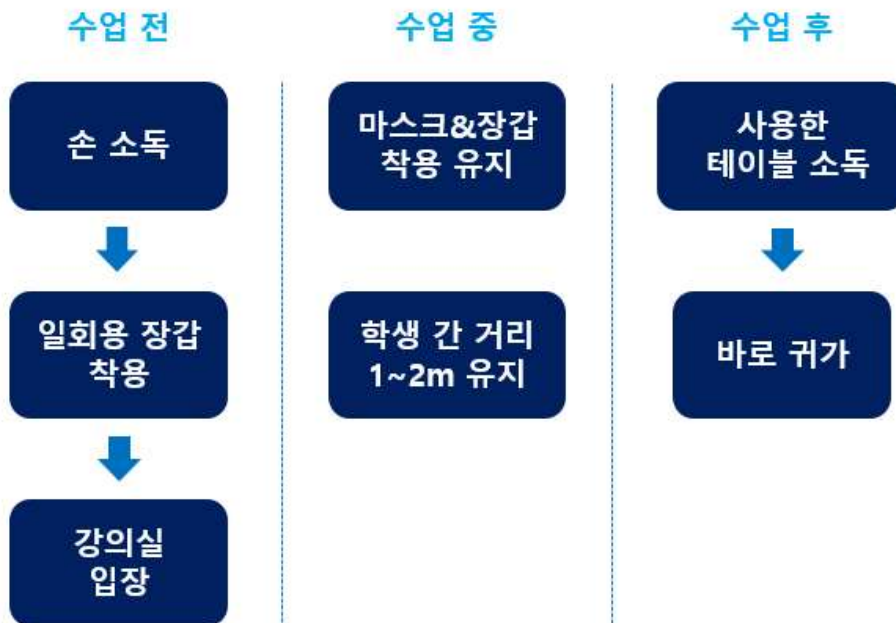 수업 전
손 소독
일회용 장갑
착용
강의실
입장
수업 중
마스크&장갑
착용 유지
학생 간 거리
1~2m 유지
수업 후
사용한
테이블 소독
바로 귀가